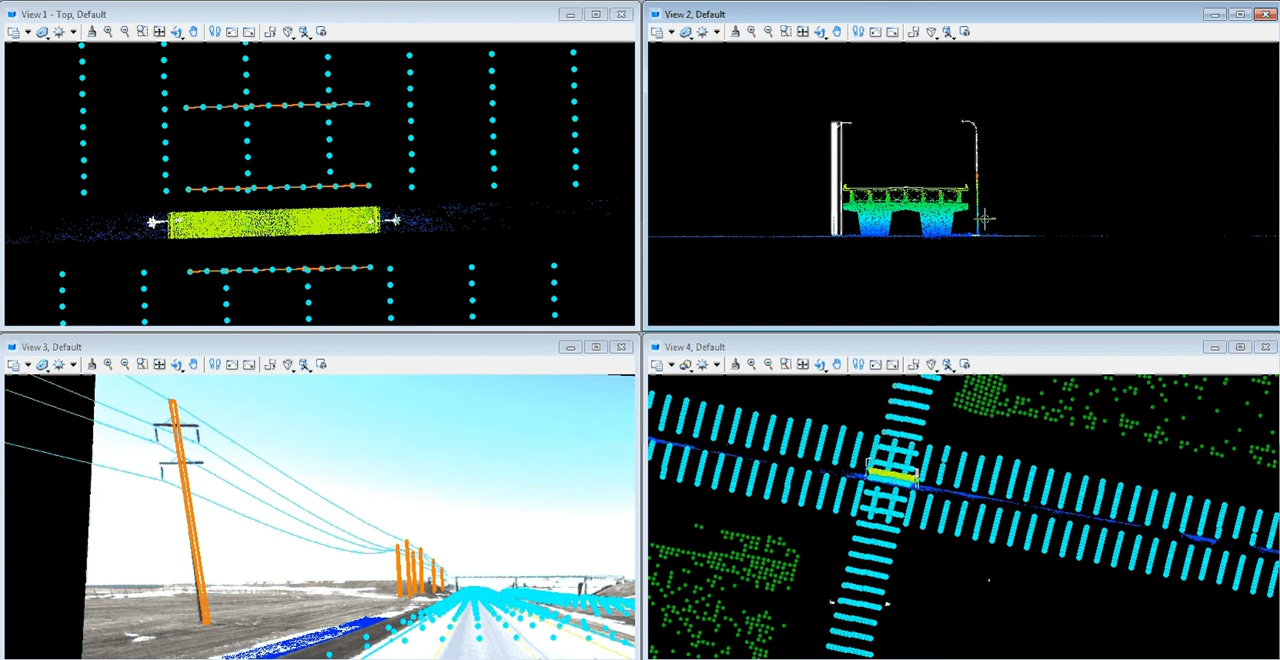 View 1 - Top, Default
View 2, Default
View 3, Default
View 4, Default